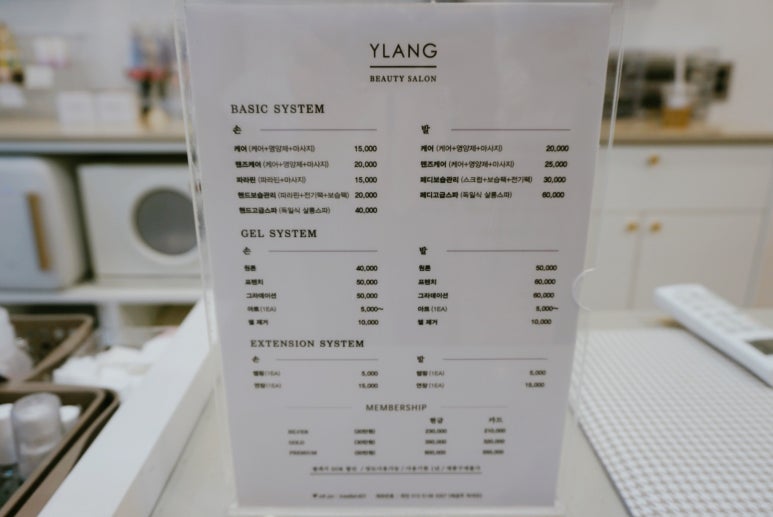 YLANG
BEAUTY SALON
BASIC SYSTEM
손 발
케어 (케어+영양제+마사지) 15,000 케어 (케어+영양제+마사지) 20,000
맨즈케어 (케어+영양제+마사지) 20,000 맨즈케어 (케어+영양제+마사지) 25,000
파라핀 (파라핀+마사지) 15,000 페디보습관리 (스크럽+보습팩+전기팩) 30,000
핸드보습관리 (파라핀+전기팩+보습팩) 20,000 페디고급스파 (독일식 살롱스파) 60,000
핸드고급스파 (독일식 살롱스파) 40,000
GEL SYSTEM
손 발
원톤 40,000 원톤 50,000
프렌치 50,000 프렌치 60,000
그라데이션 50,000 그라데이션 60,000
아트 (1EA) 5,000~ 아트 (1EA) 5,000~
젤 제거 10,000 젤 제거 10,000
EXTENSION SYSTEM
손 발
팁핑 (1EA) 5,000 팁핑 (1EA) 5,000
연장 (1EA) 15,000 연장 (1EA) 15,000
MEMBERSHIP
현금 카드
SILVER 230,000 210,000
GOLD
PREMIUM